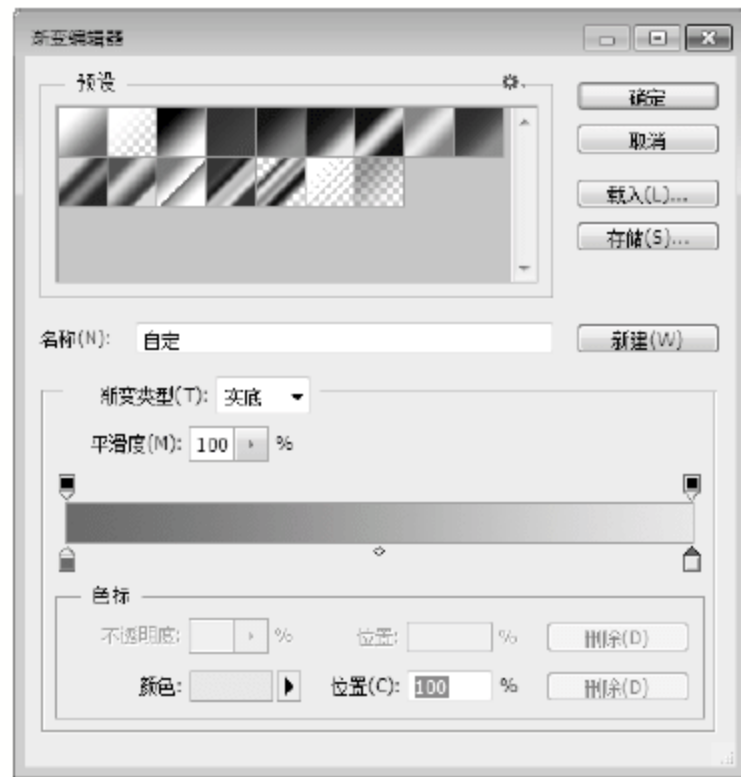 渐变编辑器
预设
确定
取消
载入(L)...
存储(S)...
名称(N): 自定
新建(W)
渐变类型(T): 实底
平滑度(M): 100 %
色标
不透明度: % 位置: % 删除(D)
颜色: 位置(C): 100 % 删除(D)